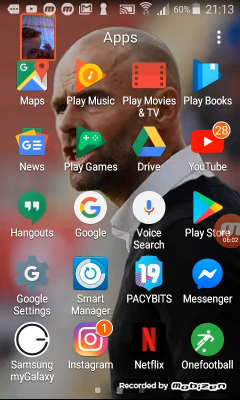 60% 21:13
Apps
Maps Play Music Play Movies & TV Play Books
28
News Play Games Drive YouTube
Hangouts Google Voice Search Play Store
06:02
19
Google Settings Smart Manager PACYBITS Messenger
1
Samsung myGalaxy Instagram Netflix Onefootball
Recorded by Mobizen